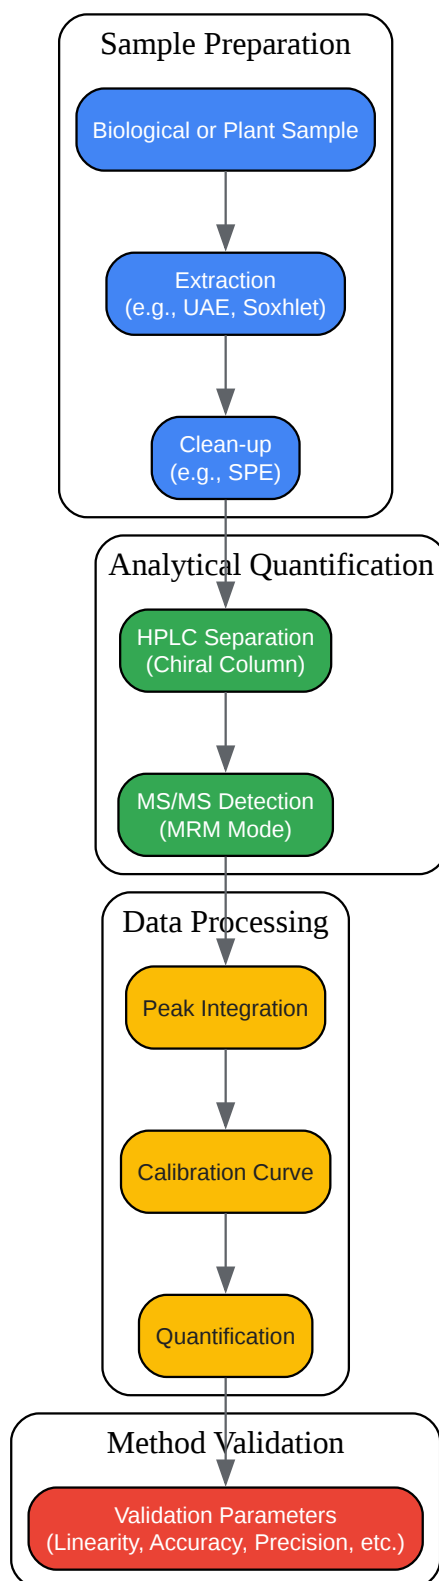 Sample Preparation
Biological or Plant Sample
Extraction
(e.g., UAE, Soxhlet)
Clean-up
(e.g., SPE)
Analytical Quantification
HPLC Separation
(Chiral Column)
MS/MS Detection
(MRM Mode)
Data Processing
Peak Integration
Calibration Curve
Quantification
Method Validation
Validation Parameters
(Linearity, Accuracy, Precision, etc.)